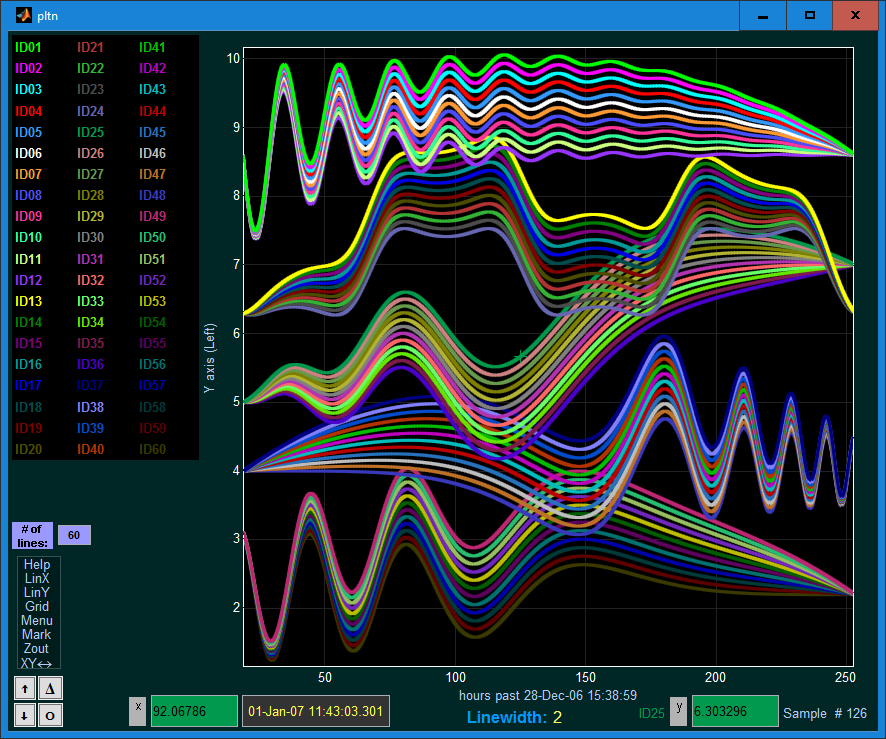 pltn
ID01 ID21 ID41
ID02 ID22 ID42
ID03 ID23 ID43
ID04 ID24 ID44
ID05 ID25 ID45
ID06 ID26 ID46
ID07 ID27 ID47
ID08 ID28 ID48
ID09 ID29 ID49
ID10 ID30 ID50
ID11 ID31 ID51
ID12 ID32 ID52
ID13 ID33 ID53
ID14 ID34 ID54
ID15 ID35 ID55
ID16 ID36 ID56
ID17 ID37 ID57
ID18 ID38 ID58
ID19 ID39 ID59
ID20 ID40 ID60
# of
lines:
60
Help
LinX
LinY
Grid
Menu
Mark
Zout
XY↔
↑ Δ
↓ O
Y axis (Left)
10
9
8
7
6
5
4
3
2
50 100 150 200 250
hours past 28-Dec-06 15:38:59
x 92.06786 01-Jan-07 11:43:03.301
Linewidth: 2
ID25 y 6.303296 Sample # 126